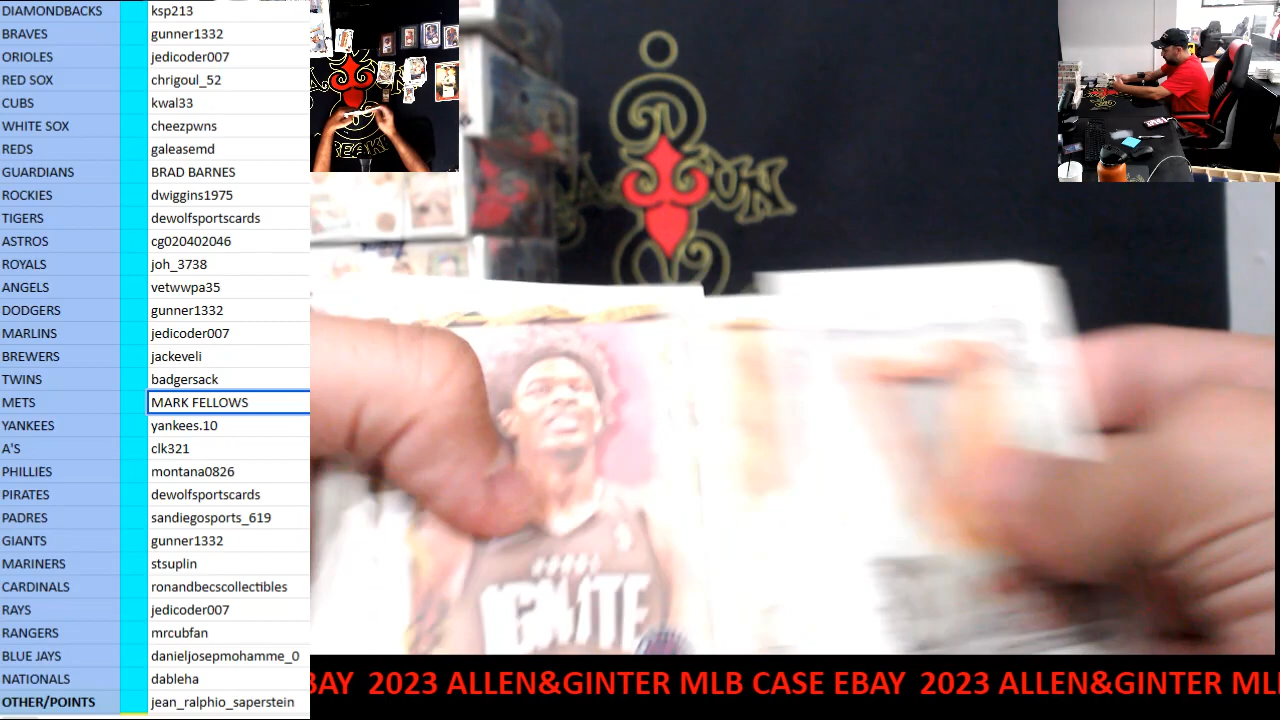 DIAMONDBACKS ksp213
BRAVES gunner1332
ORIOLES jedicoder007
RED SOX chrigoul_52
CUBS kwal33
WHITE SOX cheezpwns
REDS galeasemd
GUARDIANS BRAD BARNES
ROCKIES dwiggins1975
TIGERS dewolfsportscards
ASTROS cg020402046
ROYALS joh_3738
ANGELS vetwwpa35
DODGERS gunner1332
MARLINS jedicoder007
BREWERS jackeveli
TWINS badgersack
METS MARK FELLOWS
YANKEES yankees.10
A'S clk321
PHILLIES montana0826
PIRATES dewolfsportscards
PADRES sandiegosports_619
GIANTS gunner1332
MARINERS stsuplin
CARDINALS ronandbecscollectibles
RAYS jedicoder007
RANGERS mrcubfan
BLUE JAYS danieljosepmohamme_0
NATIONALS dableha
OTHER/POINTS jean_ralphio_saperstein
IGNITE
BAY 2023 ALLEN&GINTER MLB CASE EBAY 2023 ALLEN&GINTER ML